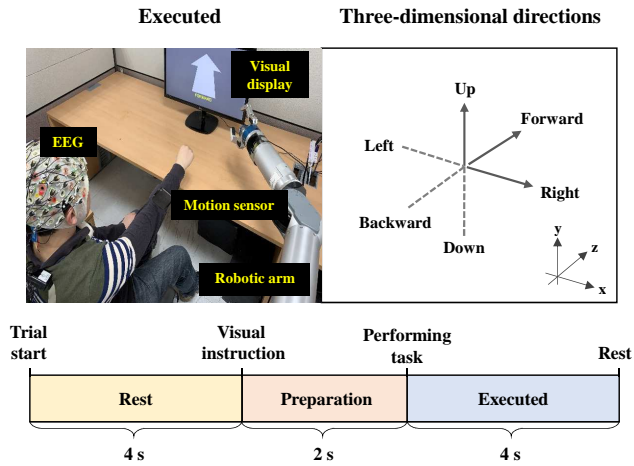 Executed
Three-dimensional directions
Visual
display
EEG
Motion sensor
Robotic arm
FORWARD
Up
Forward
Left
Right
Backward
Down
y
z
x
Trial
start
Visual
instruction
Performing
task
Rest
Rest
Preparation
Executed
4 s
2 s
4 s